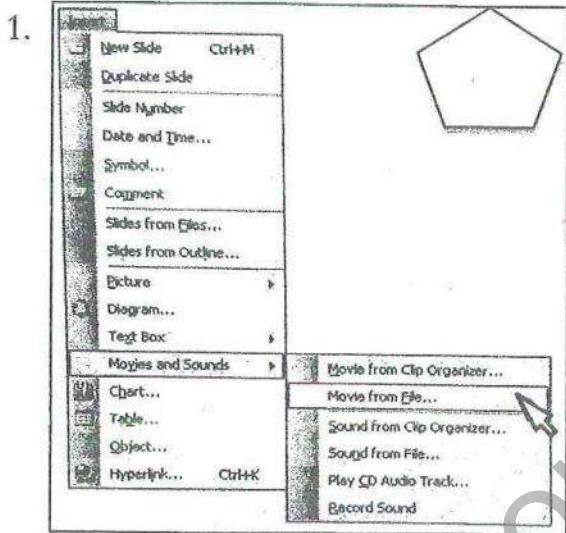 1.
Insert
New Slide Ctrl+M
Duplicate Slide
Slide Number
Date and Time...
Symbol...
Comment
Slides from Files...
Slides from Outline...
Picture
Diagram...
Text Box
Movies and Sounds
Chart...
Table...
Object...
Hyperlink... Ctrl+K
Movie from Clip Organizer...
Movie from File...
Sound from Clip Organizer...
Sound from File...
Play CD Audio Track...
Record Sound